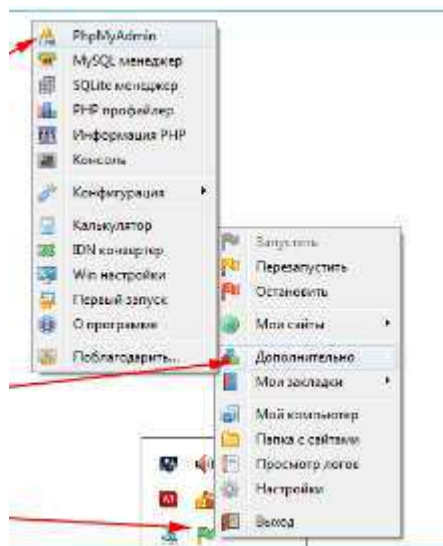 PhpMyAdmin
MySQL менеджер
SQLite менеджер
PHP профайлер
Информация PHP
Консоль
Конфигурация
Калькулятор
IDN конвертер
Win настройки
Первый запуск
О программе
Поблагодарить...
Запустить
Перезапустить
Остановить
Мои сайты
Дополнительно
Мои закладки
Мой компьютер
Папка с сайтами
Просмотр логов
Настройки
Выход